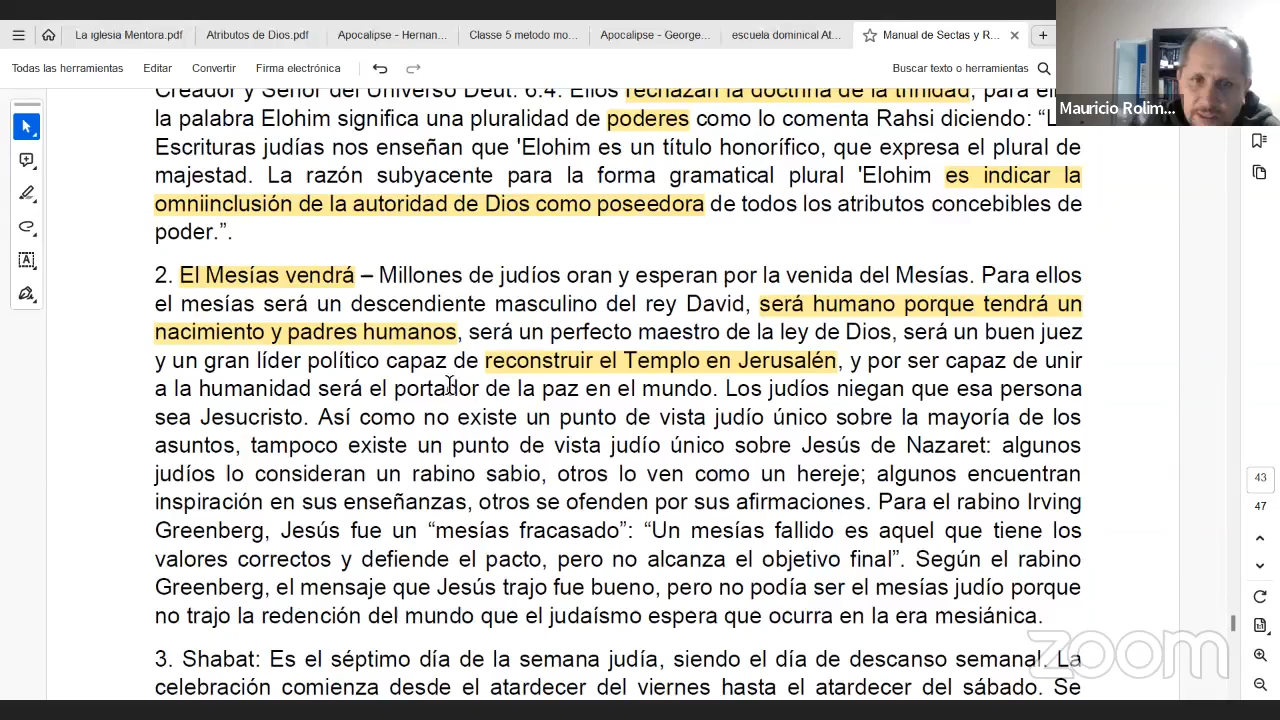 La iglesia Mentora.pdf
Atributos de Dios.pdf
Apocalipse - Hernan...
Classe 5 metodo mo...
Apocalipse - George...
escuela dominical At...
Manual de Sectas y R...
Todas las herramientas
Editar
Convertir
Firma electrónica
Buscar texto o herramientas
Mauricio Rolim...
Creador y Señor del Universo Deut. 6.4. Ellos rechazan la doctrina de la trinidad, para
la palabra Elohim significa una pluralidad de poderes como lo comenta Rahsi diciendo:
Escrituras judías nos enseñan que 'Elohim es un título honorífico, que expresa el plural de
majestad. La razón subyacente para la forma gramatical plural 'Elohim es indicar la
omniinclusión de la autoridad de Dios como poseedora de todos los atributos concebibles de
poder.”.
2. El Mesías vendrá – Millones de judíos oran y esperan por la venida del Mesías. Para ellos
el mesías será un descendiente masculino del rey David, será humano porque tendrá un
nacimiento y padres humanos, será un perfecto maestro de la ley de Dios, será un buen juez
y un gran líder político capaz de reconstruir el Templo en Jerusalén, y por ser capaz de unir
a la humanidad será el portador de la paz en el mundo. Los judíos niegan que esa persona
sea Jesucristo. Así como no existe un punto de vista judío único sobre la mayoría de los
asuntos, tampoco existe un punto de vista judío único sobre Jesús de Nazaret: algunos
judíos lo consideran un rabino sabio, otros lo ven como un hereje; algunos encuentran
inspiración en sus enseñanzas, otros se ofenden por sus afirmaciones. Para el rabino Irving
Greenberg, Jesús fue un “mesías fracasado”: “Un mesías fallido es aquel que tiene los
valores correctos y defiende el pacto, pero no alcanza el objetivo final”. Según el rabino
Greenberg, el mensaje que Jesús trajo fue bueno, pero no podía ser el mesías judío porque
no trajo la redención del mundo que el judaísmo espera que ocurra en la era mesiánica.
3. Shabat: Es el séptimo día de la semana judía, siendo el día de descanso semanal. La
celebración comienza desde el atardecer del viernes hasta el atardecer del sábado. Se
43
47
zoom